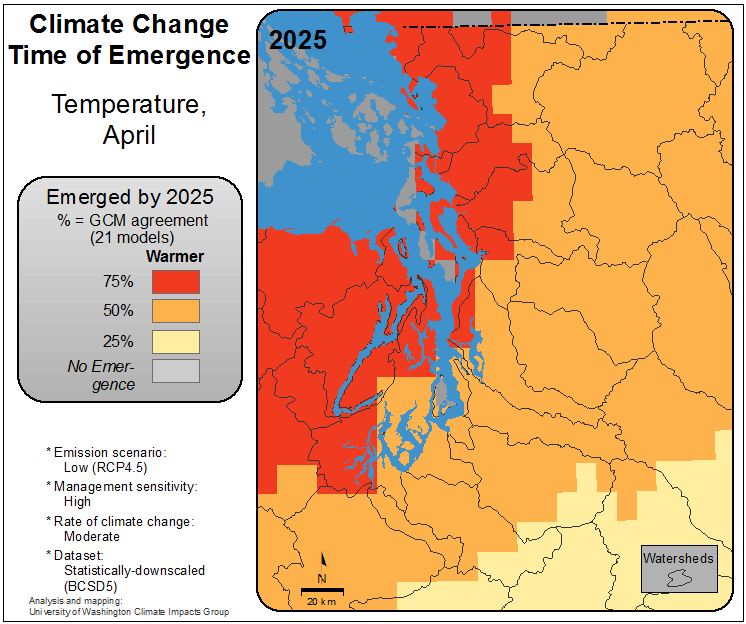 Climate Change
Time of Emergence
Temperature,
April
Emerged by 2025
% = GCM agreement
(21 models)
Warmer
75%
50%
25%
No Emer-
gence
* Emission scenario:
Low (RCP4.5)
* Management sensitivity:
High
* Rate of climate change:
Moderate
* Dataset:
Statistically-downscaled
(BCSD5)
Analysis and mapping:
University of Washington Climate Impacts Group
2025
N
20 km
Watersheds